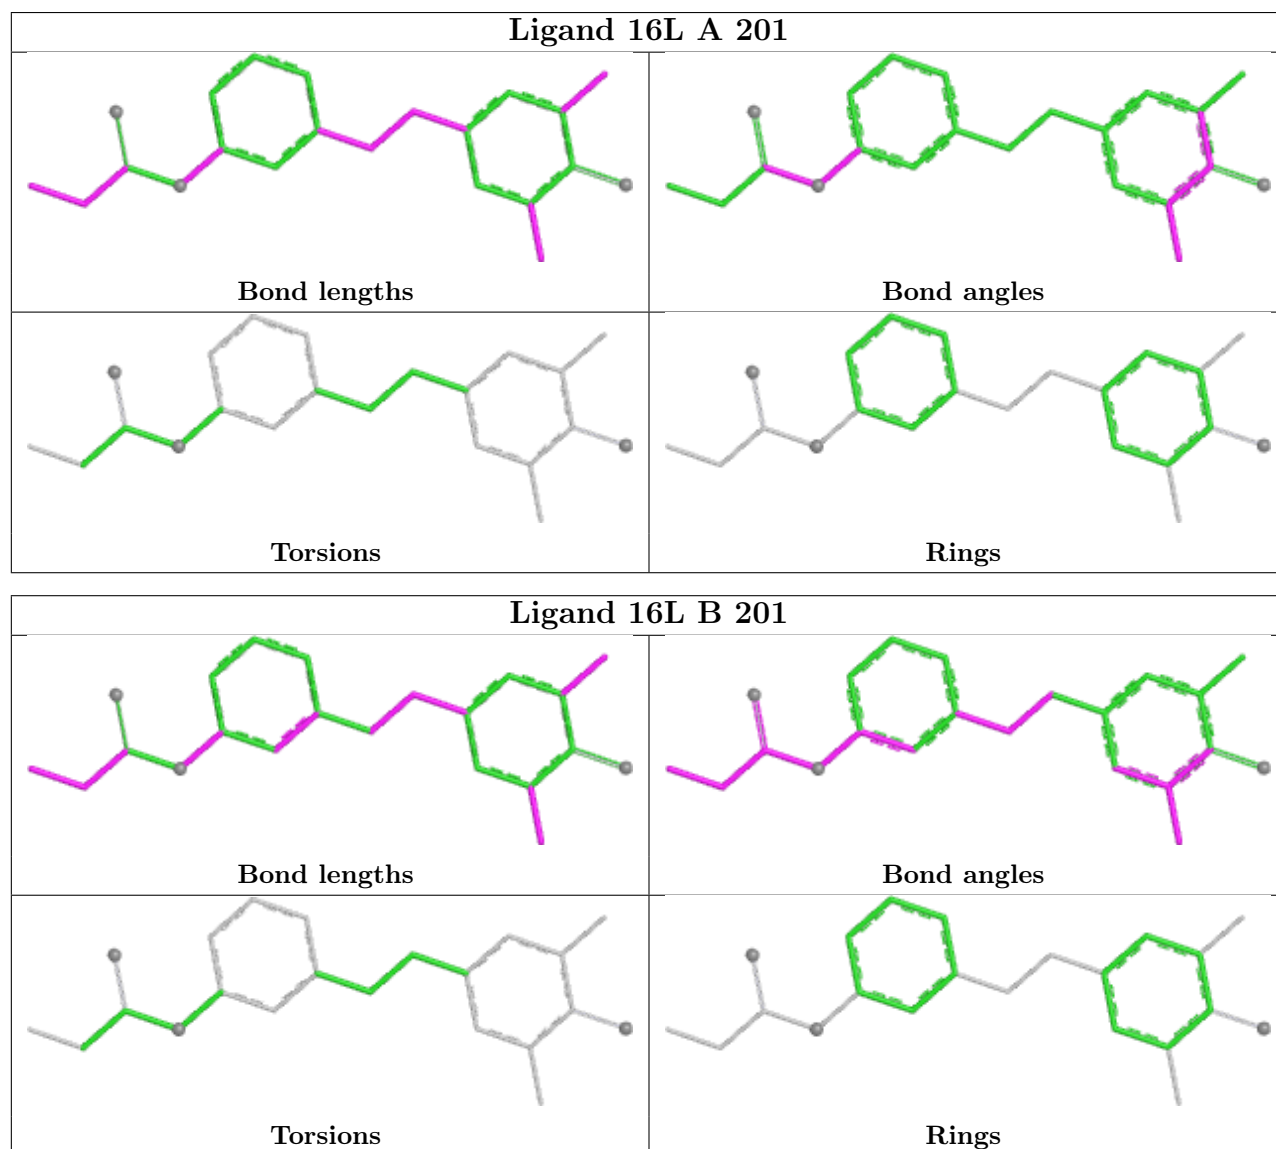 Ligand 16L A 201
Bond lengths
Bond angles
Torsions
Rings
Ligand 16L B 201
Bond lengths
Bond angles
Torsions
Rings